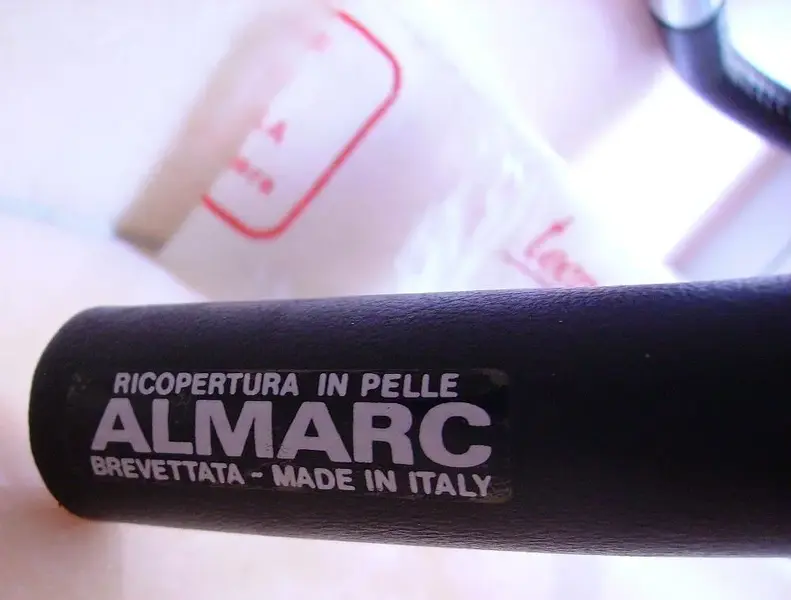 RICOPERTURA IN PELLE
ALMARC
BREVETTATA - MADE IN ITALY